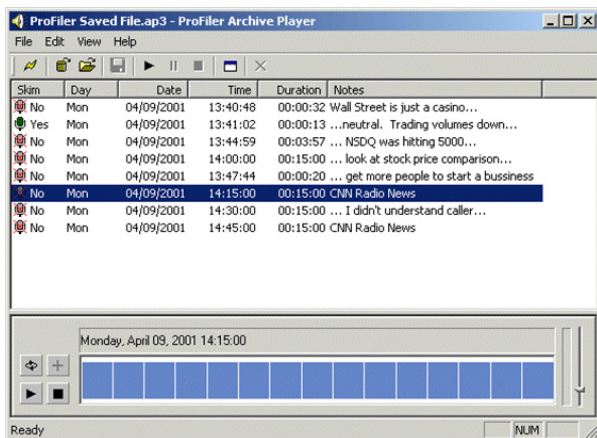 ProFiler Saved File.ap3 - ProFiler Archive Player
File Edit View Help
Skim Day Date Time Duration Notes
No Mon 04/09/2001 13:40:48 00:00:32 Wall Street is just a casino...
Yes Mon 04/09/2001 13:41:02 00:00:13 ...neutral. Trading volumes down...
No Mon 04/09/2001 13:44:59 00:03:57 ... NSDQ was hitting 5000...
No Mon 04/09/2001 14:00:00 00:15:00 ... look at stock price comparison...
No Mon 04/09/2001 13:47:44 00:00:20 ... get more people to start a bussiness
No Mon 04/09/2001 14:15:00 00:15:00 CNN Radio News
No Mon 04/09/2001 14:30:00 00:15:00 ... I didn't understand caller...
No Mon 04/09/2001 14:45:00 00:15:00 CNN Radio News
Monday, April 09, 2001 14:15:00
Ready NUM